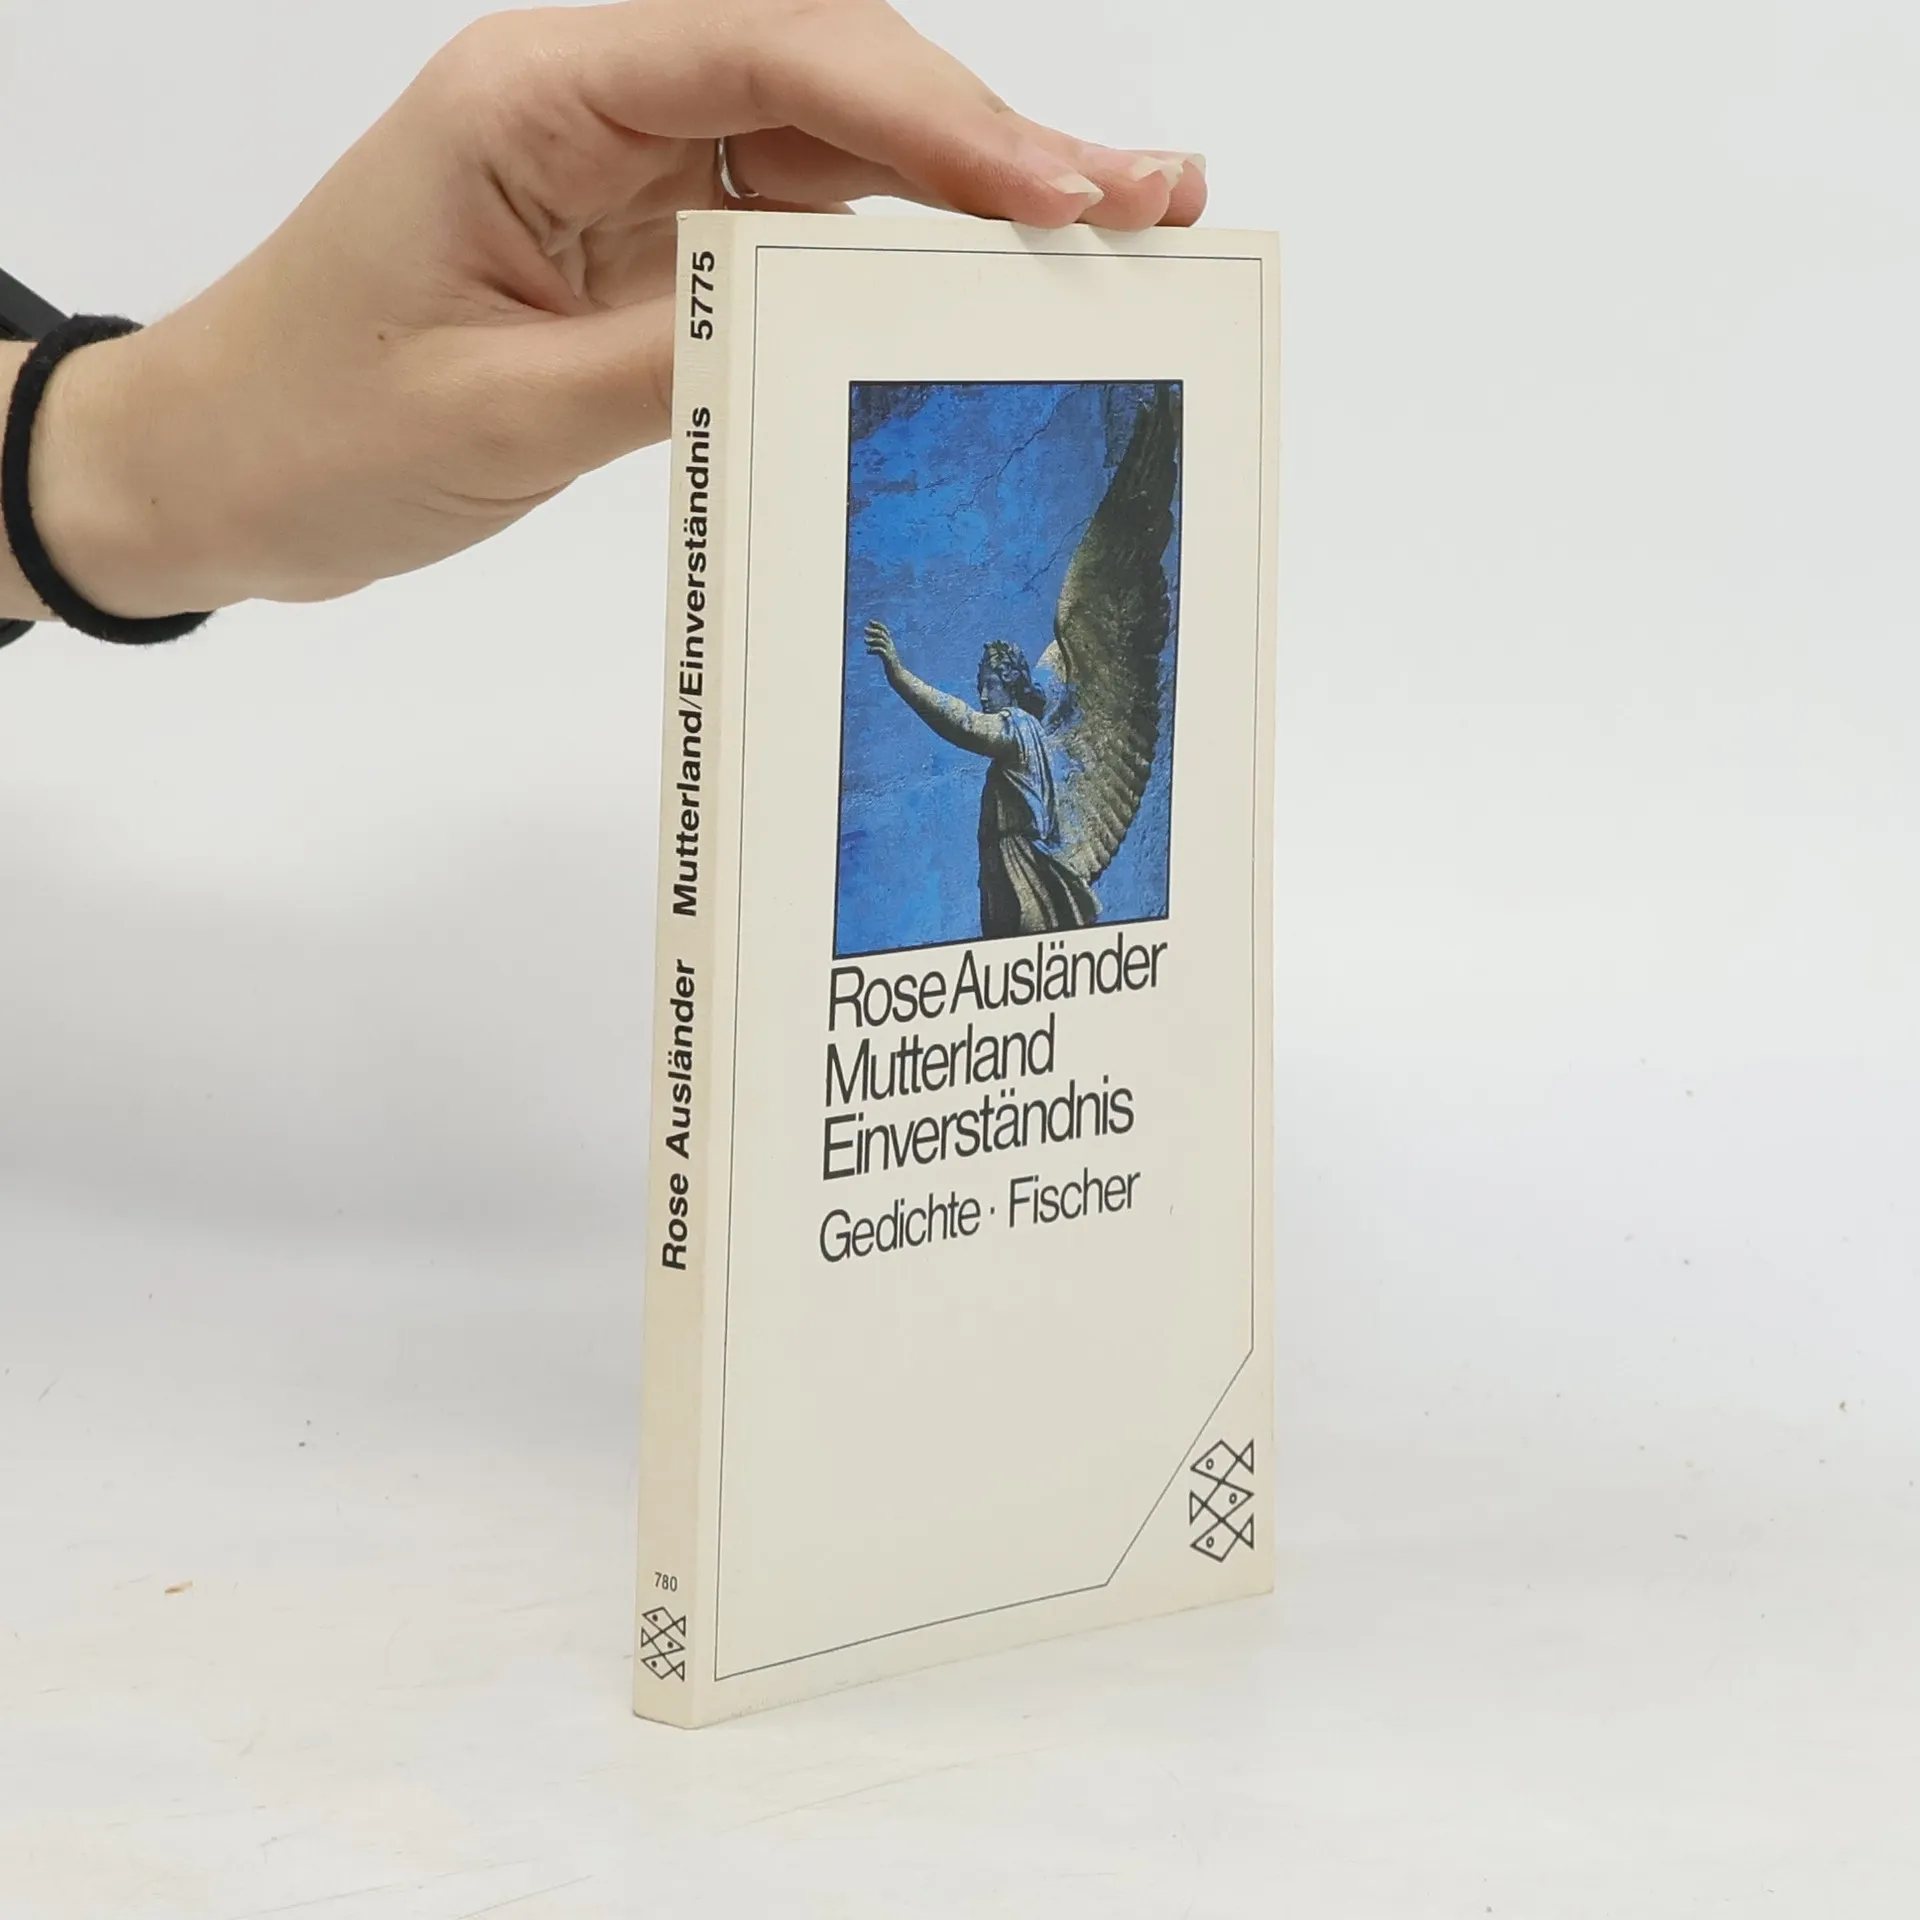 Rose Ausländer Mutterland/Einverständnis 5775
780
Rose Ausländer
Mutterland
Einverständnis
Gedichte · Fischer